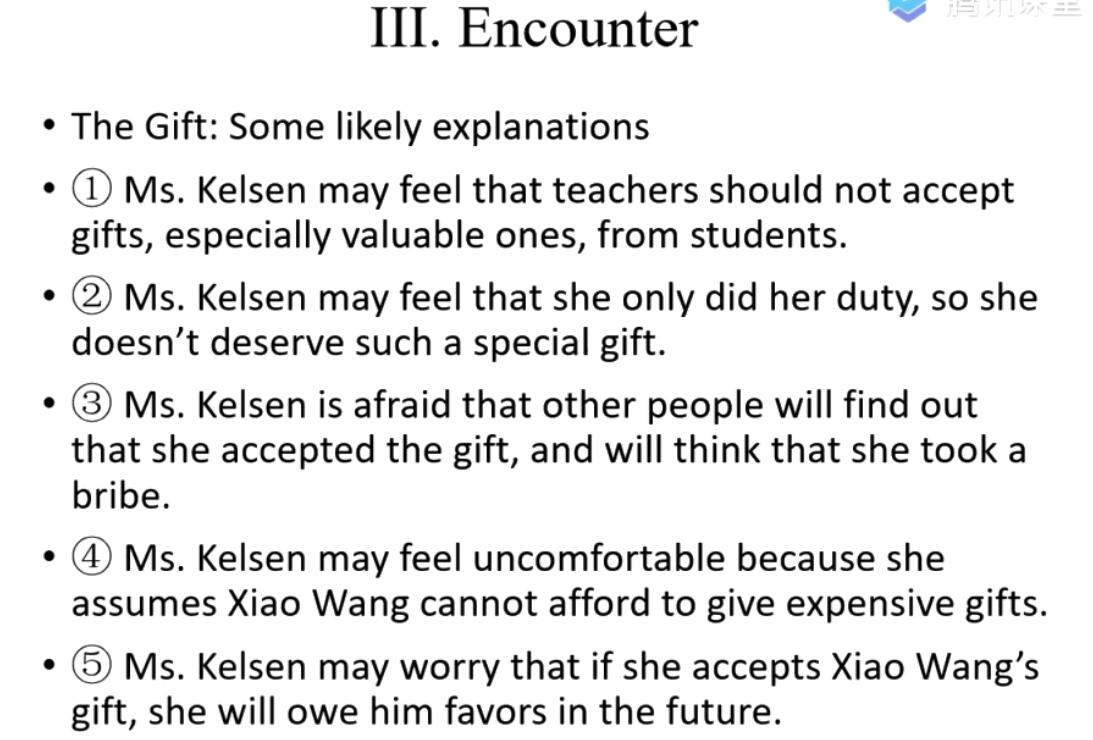 腾讯课堂
III. Encounter
• The Gift: Some likely explanations
• ① Ms. Kelsen may feel that teachers should not accept
gifts, especially valuable ones, from students.
• ② Ms. Kelsen may feel that she only did her duty, so she
doesn’t deserve such a special gift.
• ③ Ms. Kelsen is afraid that other people will find out
that she accepted the gift, and will think that she took a
bribe.
• ④ Ms. Kelsen may feel uncomfortable because she
assumes Xiao Wang cannot afford to give expensive gifts.
• ⑤ Ms. Kelsen may worry that if she accepts Xiao Wang’s
gift, she will owe him favors in the future.